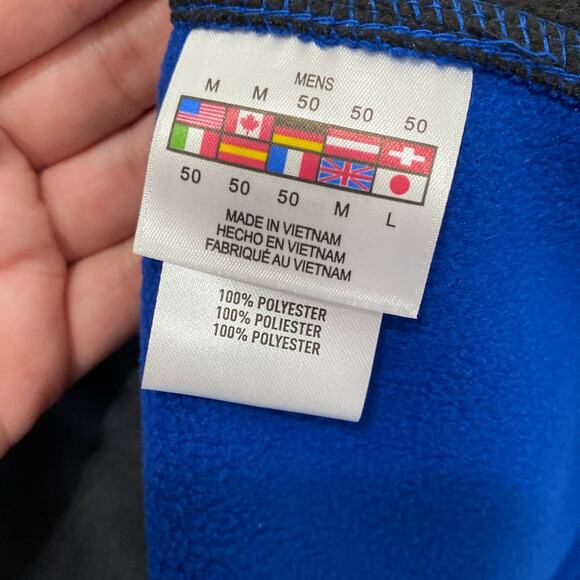 MENS
M M 50 50 50
50 50 50 M L
MADE IN VIETNAM
HECHO EN VIETNAM
FABRIQUÉ AU VIETNAM
100% POLYESTER
100% POLIESTER
100% POLYESTER